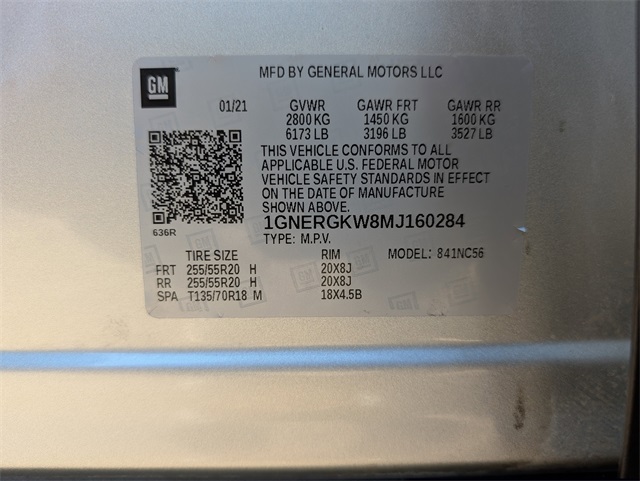 GM
MFD BY GENERAL MOTORS LLC
01/21 GVWR GAWR FRT GAWR RR
2800 KG 1450 KG 1600 KG
6173 LB 3196 LB 3527 LB
THIS VEHICLE CONFORMS TO ALL
APPLICABLE U.S. FEDERAL MOTOR
VEHICLE SAFETY STANDARDS IN EFFECT
ON THE DATE OF MANUFACTURE
SHOWN ABOVE.
636R
1GNERGKW8MJ160284
TYPE: M.P.V.
TIRE SIZE RIM MODEL: 841NC56
FRT 255/55R20 H 20X8J
RR 255/55R20 H 20X8J
SPA T135/70R18 M 18X4.5B